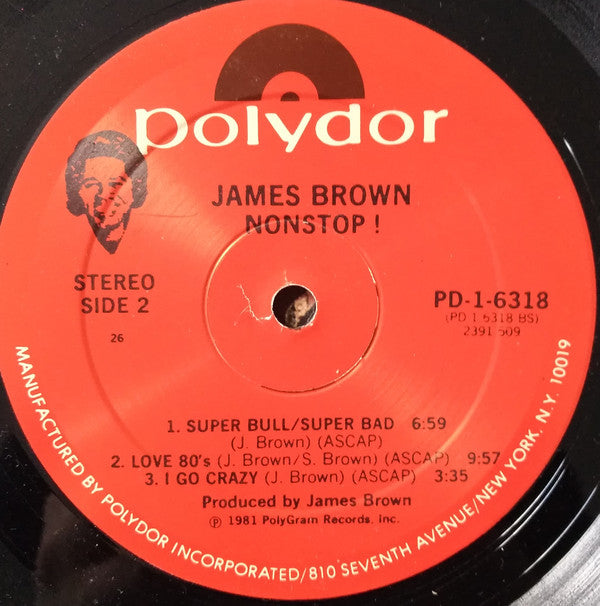 polydor
JAMES BROWN
NONSTOP !
STEREO
SIDE 2
26
PD-1-6318
(PD 1 6318 BS)
2391 509
1. SUPER BULL/SUPER BAD 6:59
(J. Brown) (ASCAP)
2. LOVE 80's (J. Brown/S. Brown) (ASCAP) 9:57
3. I GO CRAZY (J. Brown) (ASCAP) 3:35
Produced by James Brown
℗ 1981 PolyGram Records, Inc.
MANUFACTURED BY POLYDOR INCORPORATED/810 SEVENTH AVENUE/NEW YORK, N.Y. 10019